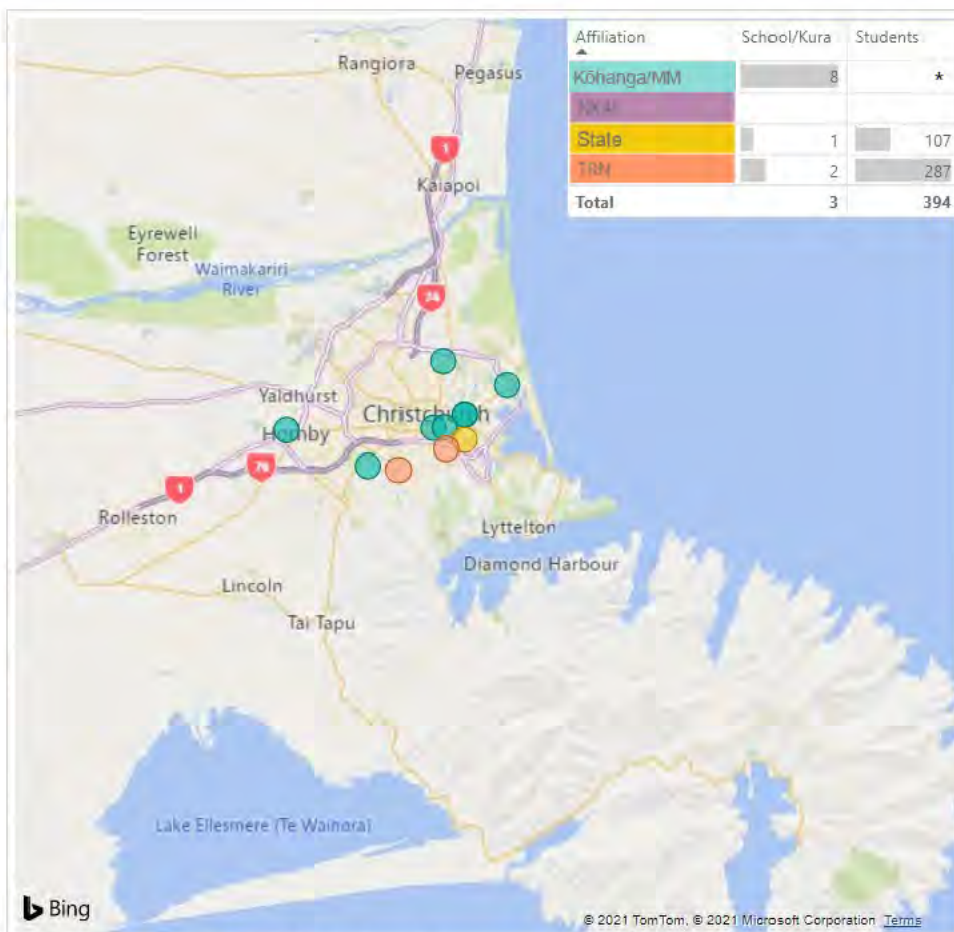 Affiliation School/Kura Students
Kōhanga/MM 8 *
NKAI
State 1 107
TRN 2 287
Total 3 394
Rangiora
Pegasus
1
Kaiapoi
Eyrewell
Forest
Waimakariri
River
74
Yaldhurst
Christchurch
Hornby
76
1
Rolleston
Lyttelton
Diamond Harbour
Lincoln
Tai Tapu
Lake Ellesmere (Te Waihora)
Bing
© 2021 TomTom, © 2021 Microsoft Corporation Terms